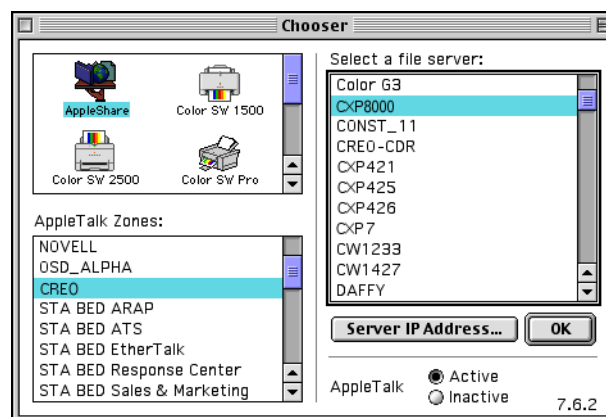 Chooser
AppleShare
Color SW 1500
Color SW 2500
Color SW Pro
AppleTalk Zones:
NOVELL
OSD_ALPHA
CREO
STA BED ARAP
STA BED ATS
STA BED EtherTalk
STA BED Response Center
STA BED Sales & Marketing
Select a file server:
Color G3
CXP8000
CONST_11
CREO-CDR
CXP421
CXP425
CXP426
CXP7
CW1233
CW1427
DAFFY
Server IP Address...
OK
AppleTalk
Active
Inactive
7.6.2